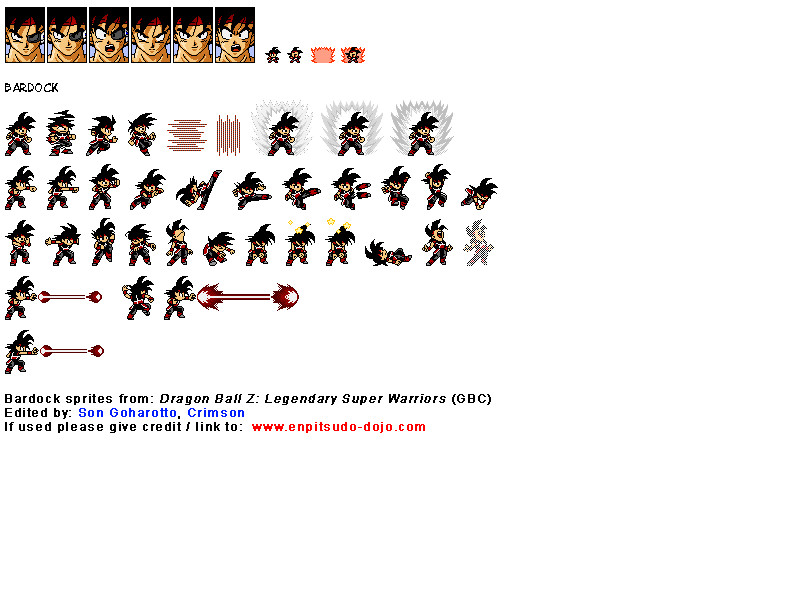 BARDOCK
Bardock sprites from: Dragon Ball Z: Legendary Super Warriors (GBC)
Edited by: Son Goharotto, Crimson
If used please give credit / link to: www.enpitsudo-dojo.com